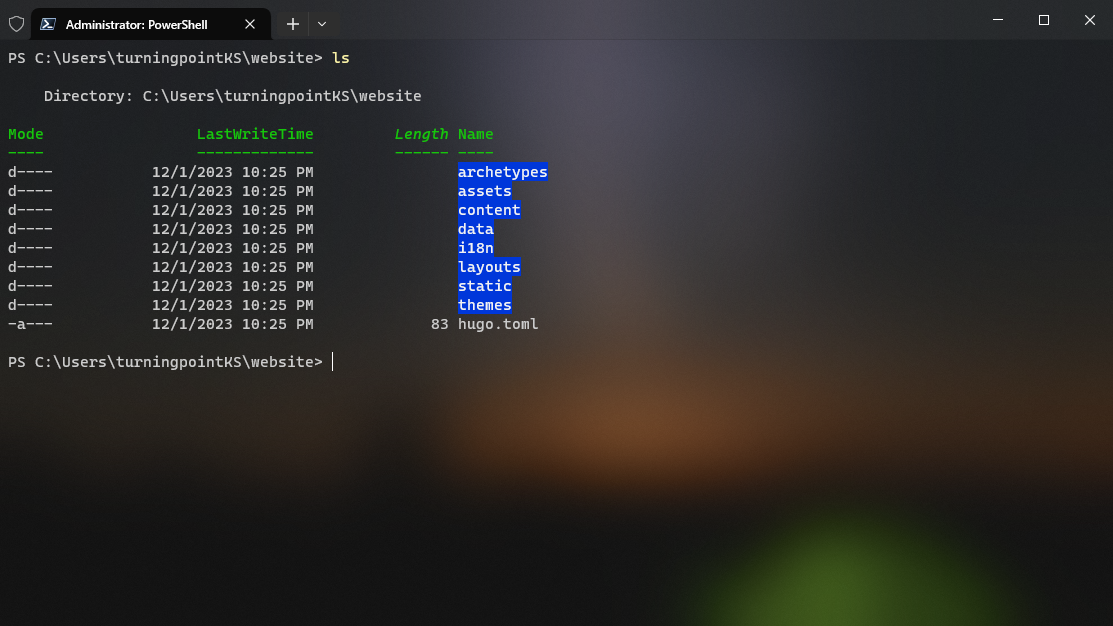 Administrator: PowerShell
PS C:\Users\turningpointKS\website> ls
Directory: C:\Users\turningpointKS\website
Mode LastWriteTime Length Name
---- ------------- ------ ----
d---- 12/1/2023 10:25 PM archetypes
d---- 12/1/2023 10:25 PM assets
d---- 12/1/2023 10:25 PM content
d---- 12/1/2023 10:25 PM data
d---- 12/1/2023 10:25 PM i18n
d---- 12/1/2023 10:25 PM layouts
d---- 12/1/2023 10:25 PM static
d---- 12/1/2023 10:25 PM themes
-a--- 12/1/2023 10:25 PM 83 hugo.toml
PS C:\Users\turningpointKS\website>